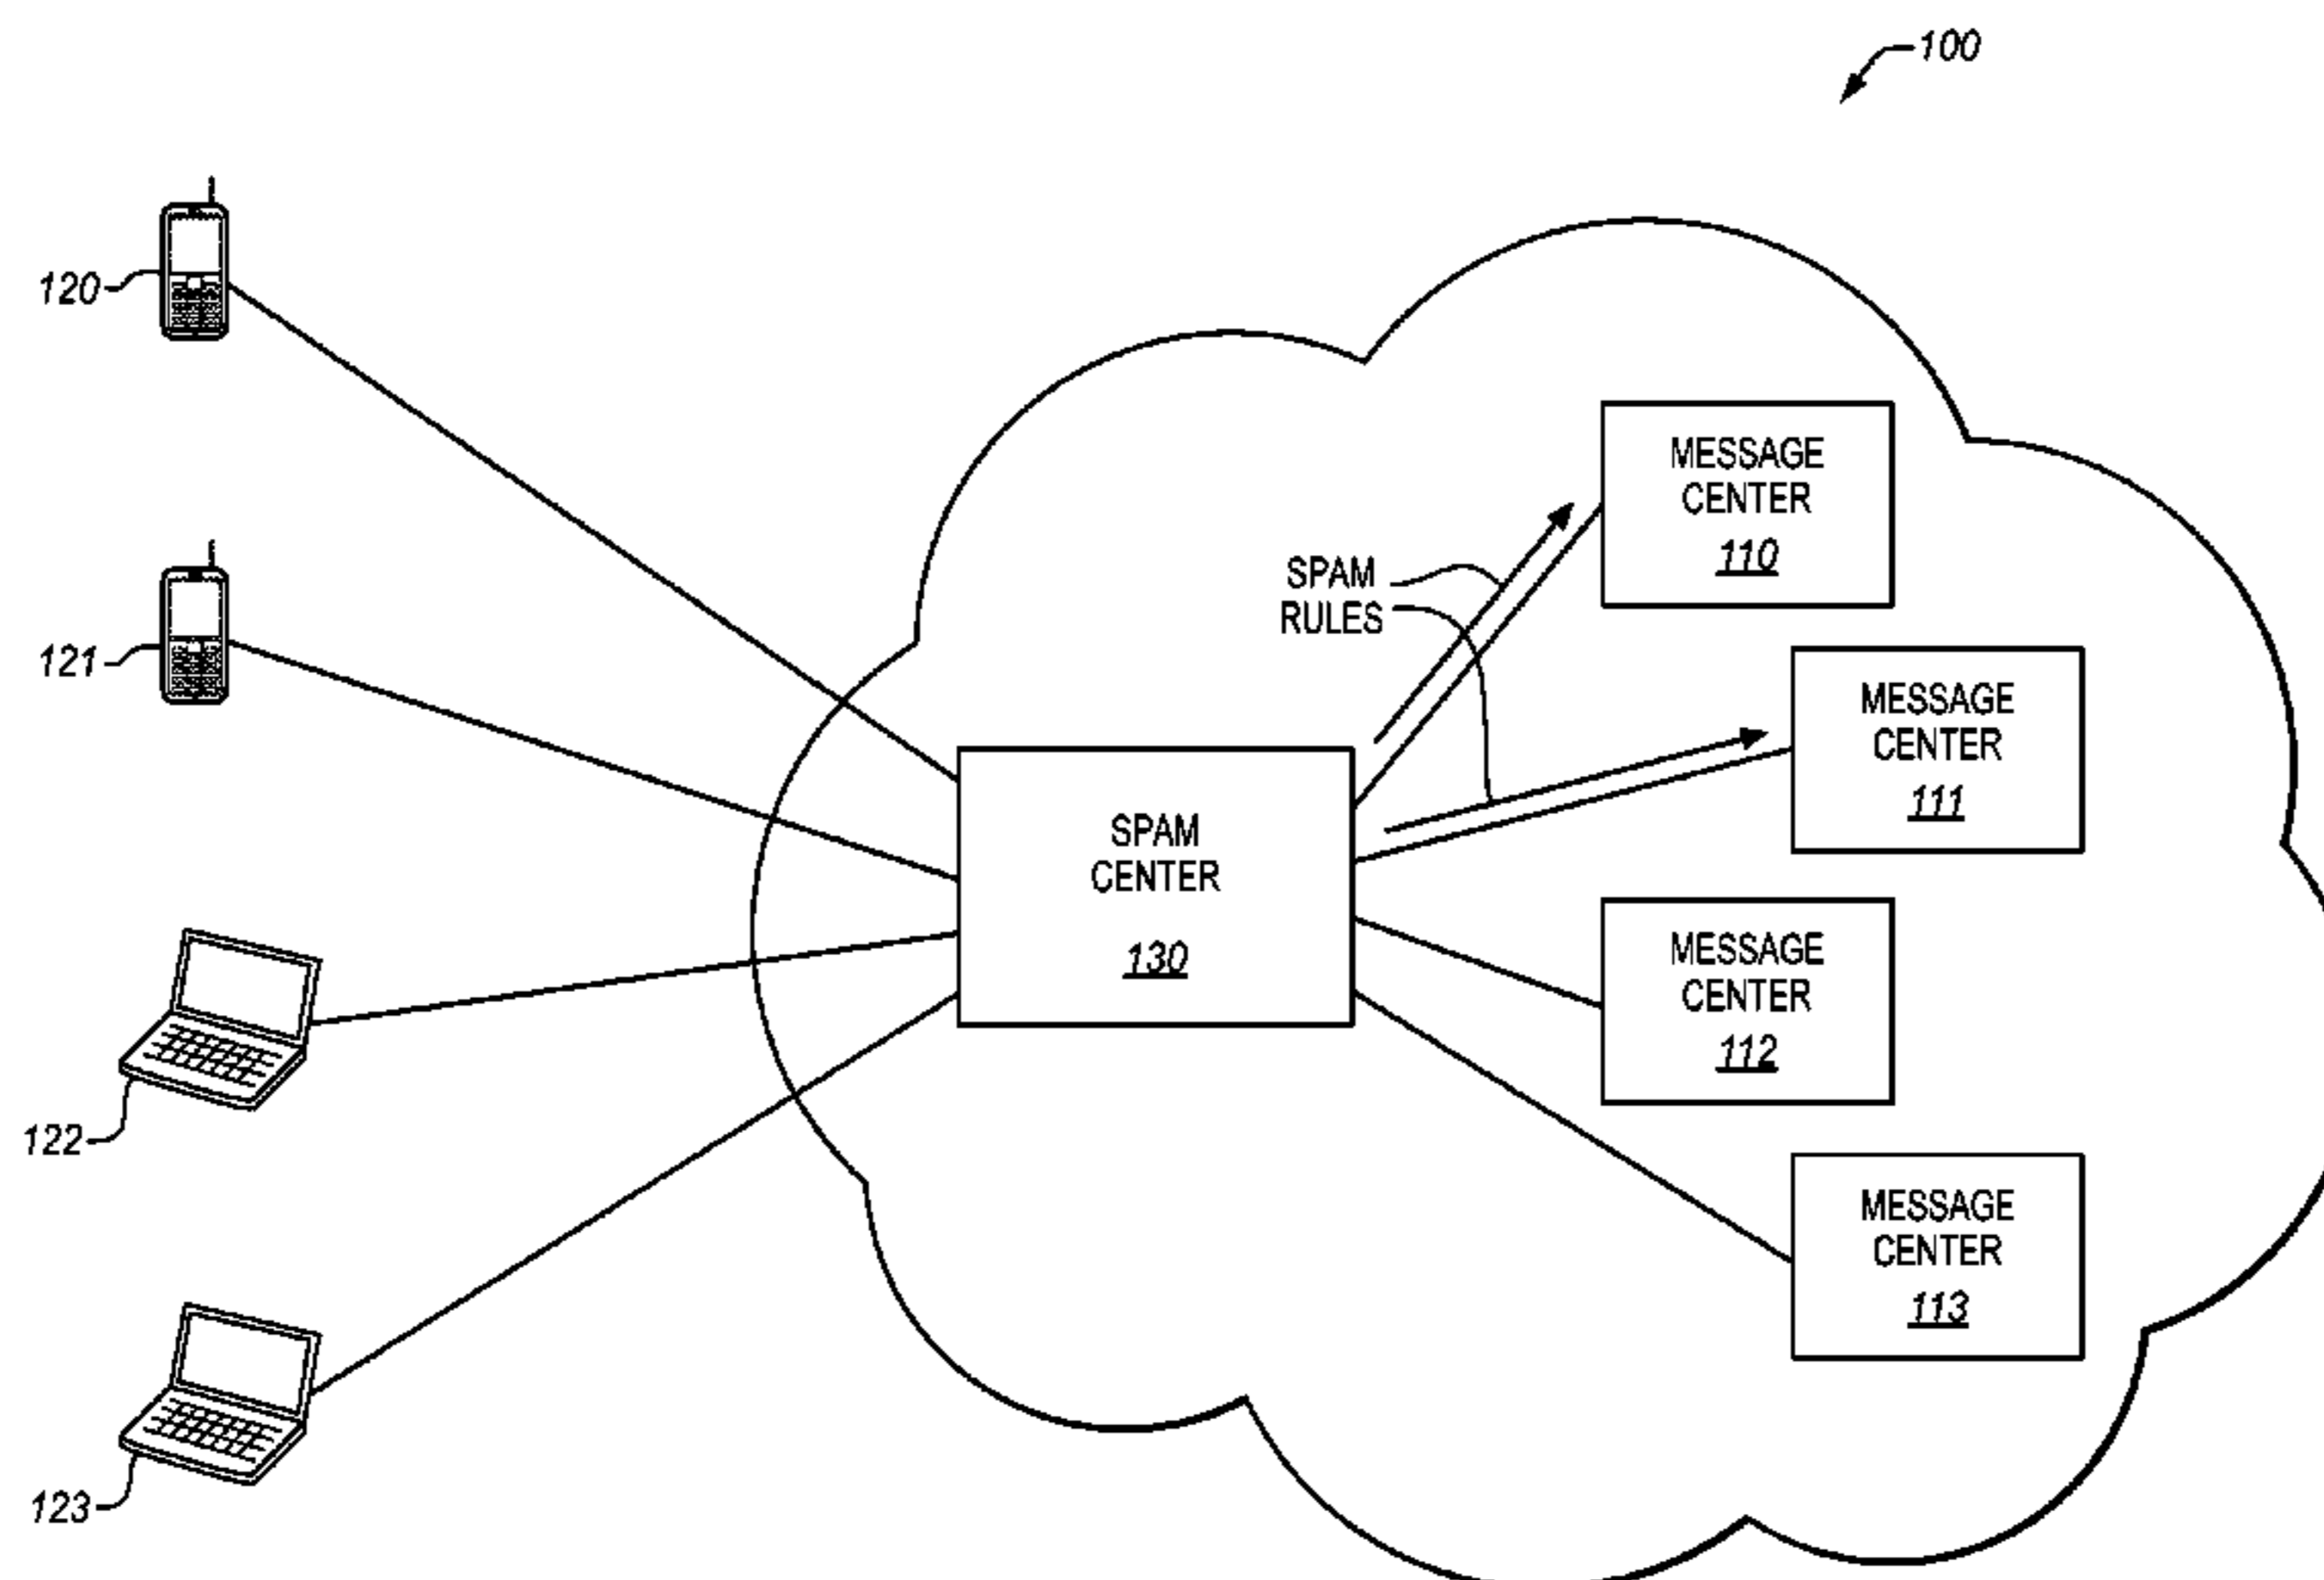 100
120
MESSAGE
CENTER
110
SPAM
RULES
121
MESSAGE
CENTER
111
SPAM
CENTER
130
MESSAGE
CENTER
112
122
MESSAGE
CENTER
113
123